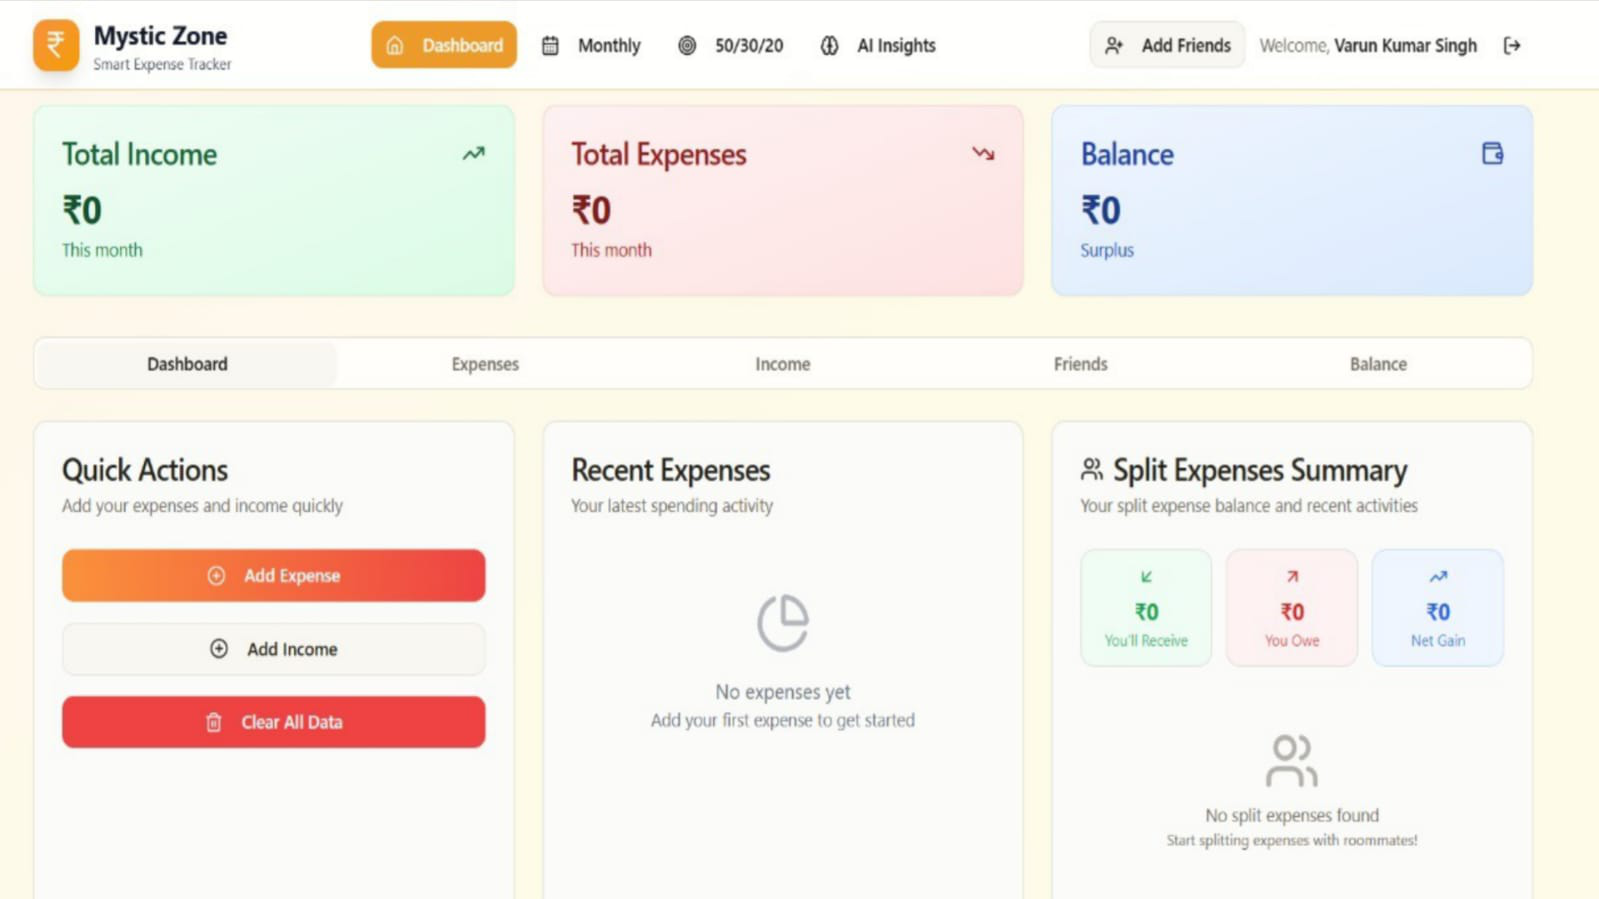 Mystic Zone
Smart Expense Tracker
Dashboard
Monthly
50/30/20
AI Insights
Add Friends
Welcome, Varun Kumar Singh
Total Income
₹0
This month
Total Expenses
₹0
This month
Balance
₹0
Surplus
Dashboard
Expenses
Income
Friends
Balance
Quick Actions
Add your expenses and income quickly
Add Expense
Add Income
Clear All Data
Recent Expenses
Your latest spending activity
No expenses yet
Add your first expense to get started
Split Expenses Summary
Your split expense balance and recent activities
₹0
You'll Receive
₹0
You Owe
₹0
Net Gain
No split expenses found
Start splitting expenses with roommates!